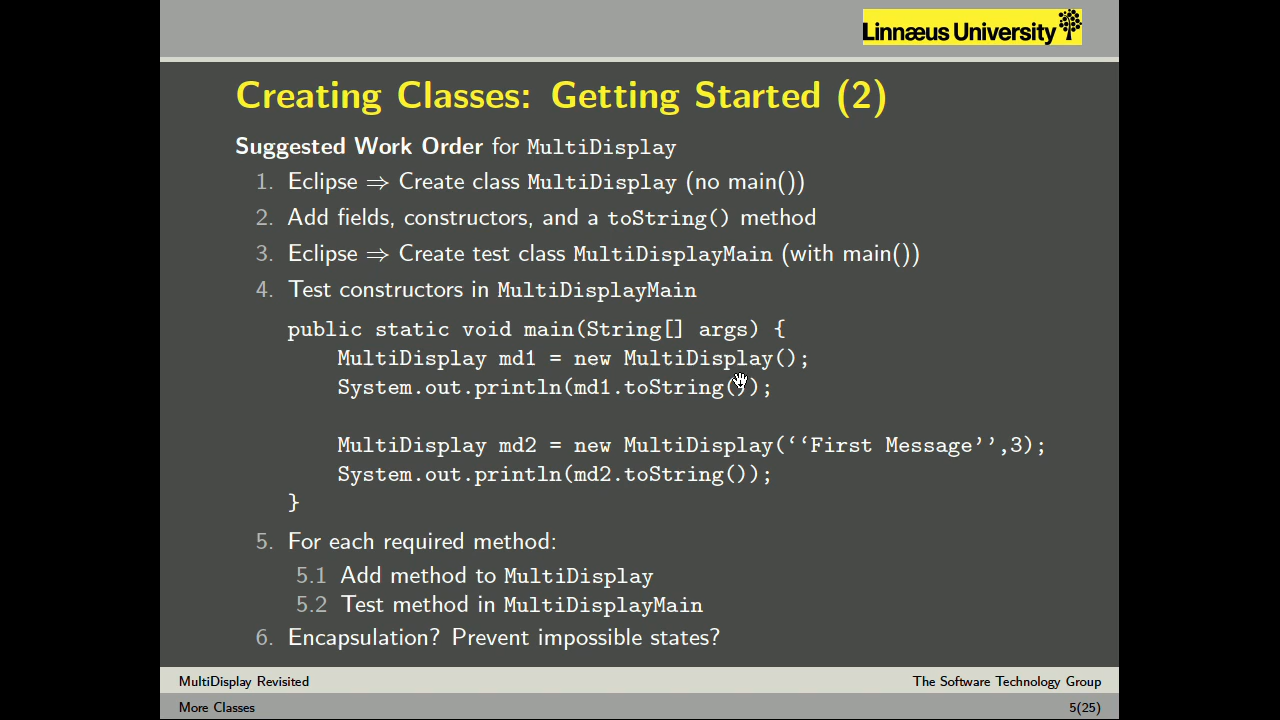 Linnæus University
Creating Classes: Getting Started (2)
Suggested Work Order for MultiDisplay
1. Eclipse ⇒ Create class MultiDisplay (no main())
2. Add fields, constructors, and a toString() method
3. Eclipse ⇒ Create test class MultiDisplayMain (with main())
4. Test constructors in MultiDisplayMain
public static void main(String[] args) {
MultiDisplay md1 = new MultiDisplay();
System.out.println(md1.toString());
MultiDisplay md2 = new MultiDisplay(‘‘First Message’’,3);
System.out.println(md2.toString());
}
5. For each required method:
5.1 Add method to MultiDisplay
5.2 Test method in MultiDisplayMain
6. Encapsulation? Prevent impossible states?
MultiDisplay Revisited
The Software Technology Group
More Classes
5(25)